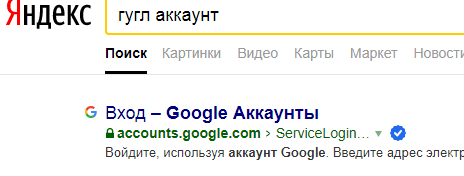 Яндекс
гугл аккаунт
Поиск Картинки Видео Карты Маркет Новости
Вход – Google Аккаунты
accounts.google.com › ServiceLogin...
Войдите, используя аккаунт Google. Введите адрес